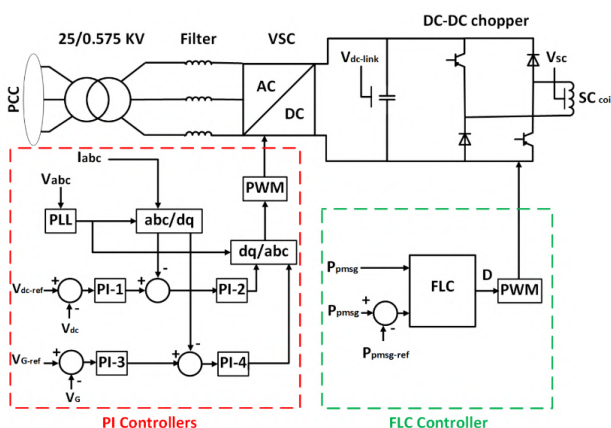 DC-DC chopper
25/0.575 KV
Filter
VSC
PCC
AC
DC
Vdc-link
Vsc
SC coi
Iabc
Vabc
PLL
abc/dq
PWM
dq/abc
Vdc-ref
+
-
Vdc
PI-1
+
-
PI-2
VG-ref
+
-
VG
PI-3
+
-
PI-4
PI Controllers
Ppmsg
Ppmsg
+
-
Ppmsg-ref
FLC
D
PWM
FLC Controller